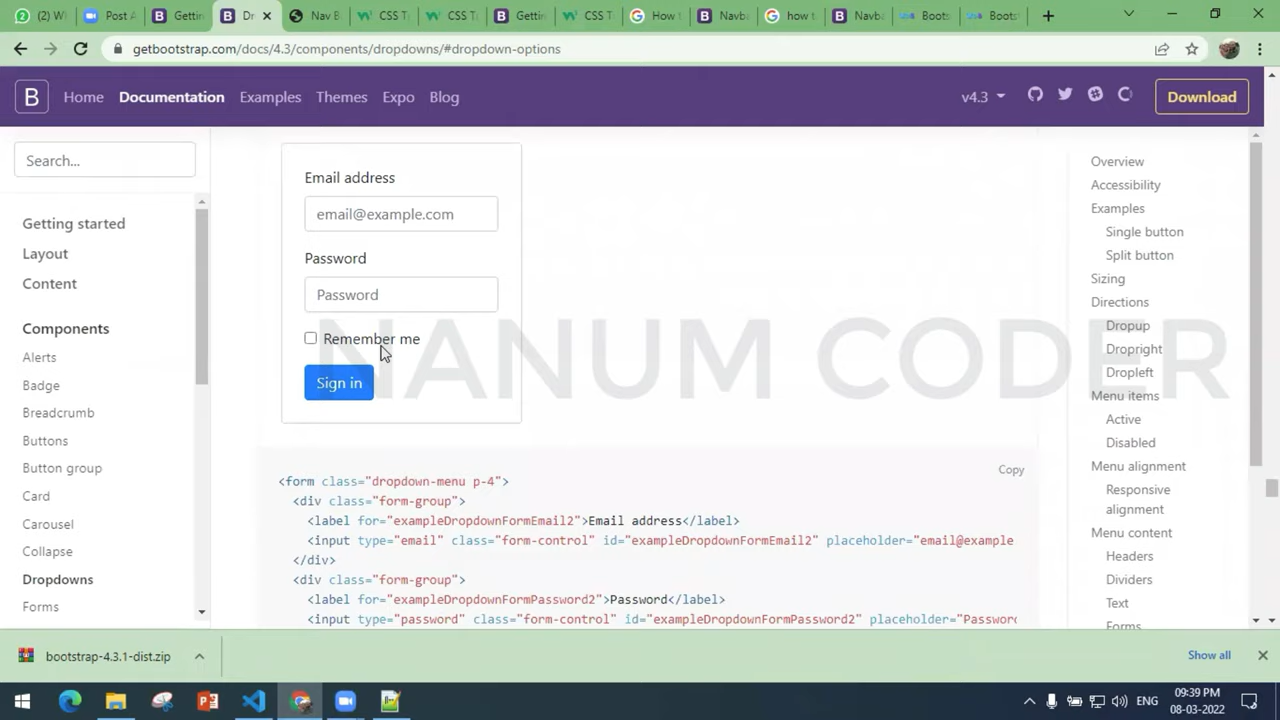 (2) W
Post A
Gettin
Dr
Nav B
CSS T
CSS T
Gettin
CSS T
How t
Navba
how t
Navba
Boots
Boots
getbootstrap.com/docs/4.3/components/dropdowns/#dropdown-options
B Home Documentation Examples Themes Expo Blog v4.3 Download
Search...
Getting started
Layout
Content
Components
Alerts
Badge
Breadcrumb
Buttons
Button group
Card
Carousel
Collapse
Dropdowns
Forms
Email address
email@example.com
Password
Password
Remember me
Sign in
NANUM CODER
Copy
<form class="dropdown-menu p-4">
<div class="form-group">
<label for="exampleDropdownFormEmail2">Email address</label>
<input type="email" class="form-control" id="exampleDropdownFormEmail2" placeholder="email@example
</div>
<div class="form-group">
<label for="exampleDropdownFormPassword2">Password</label>
<input type="password" class="form-control" id="exampleDropdownFormPassword2" placeholder="Passwor
Overview
Accessibility
Examples
Single button
Split button
Sizing
Directions
Dropup
Dropright
Dropleft
Menu items
Active
Disabled
Menu alignment
Responsive
alignment
Menu content
Headers
Dividers
Text
Forms
bootstrap-4.3.1-dist.zip
Show all
ENG
09:39 PM
08-03-2022